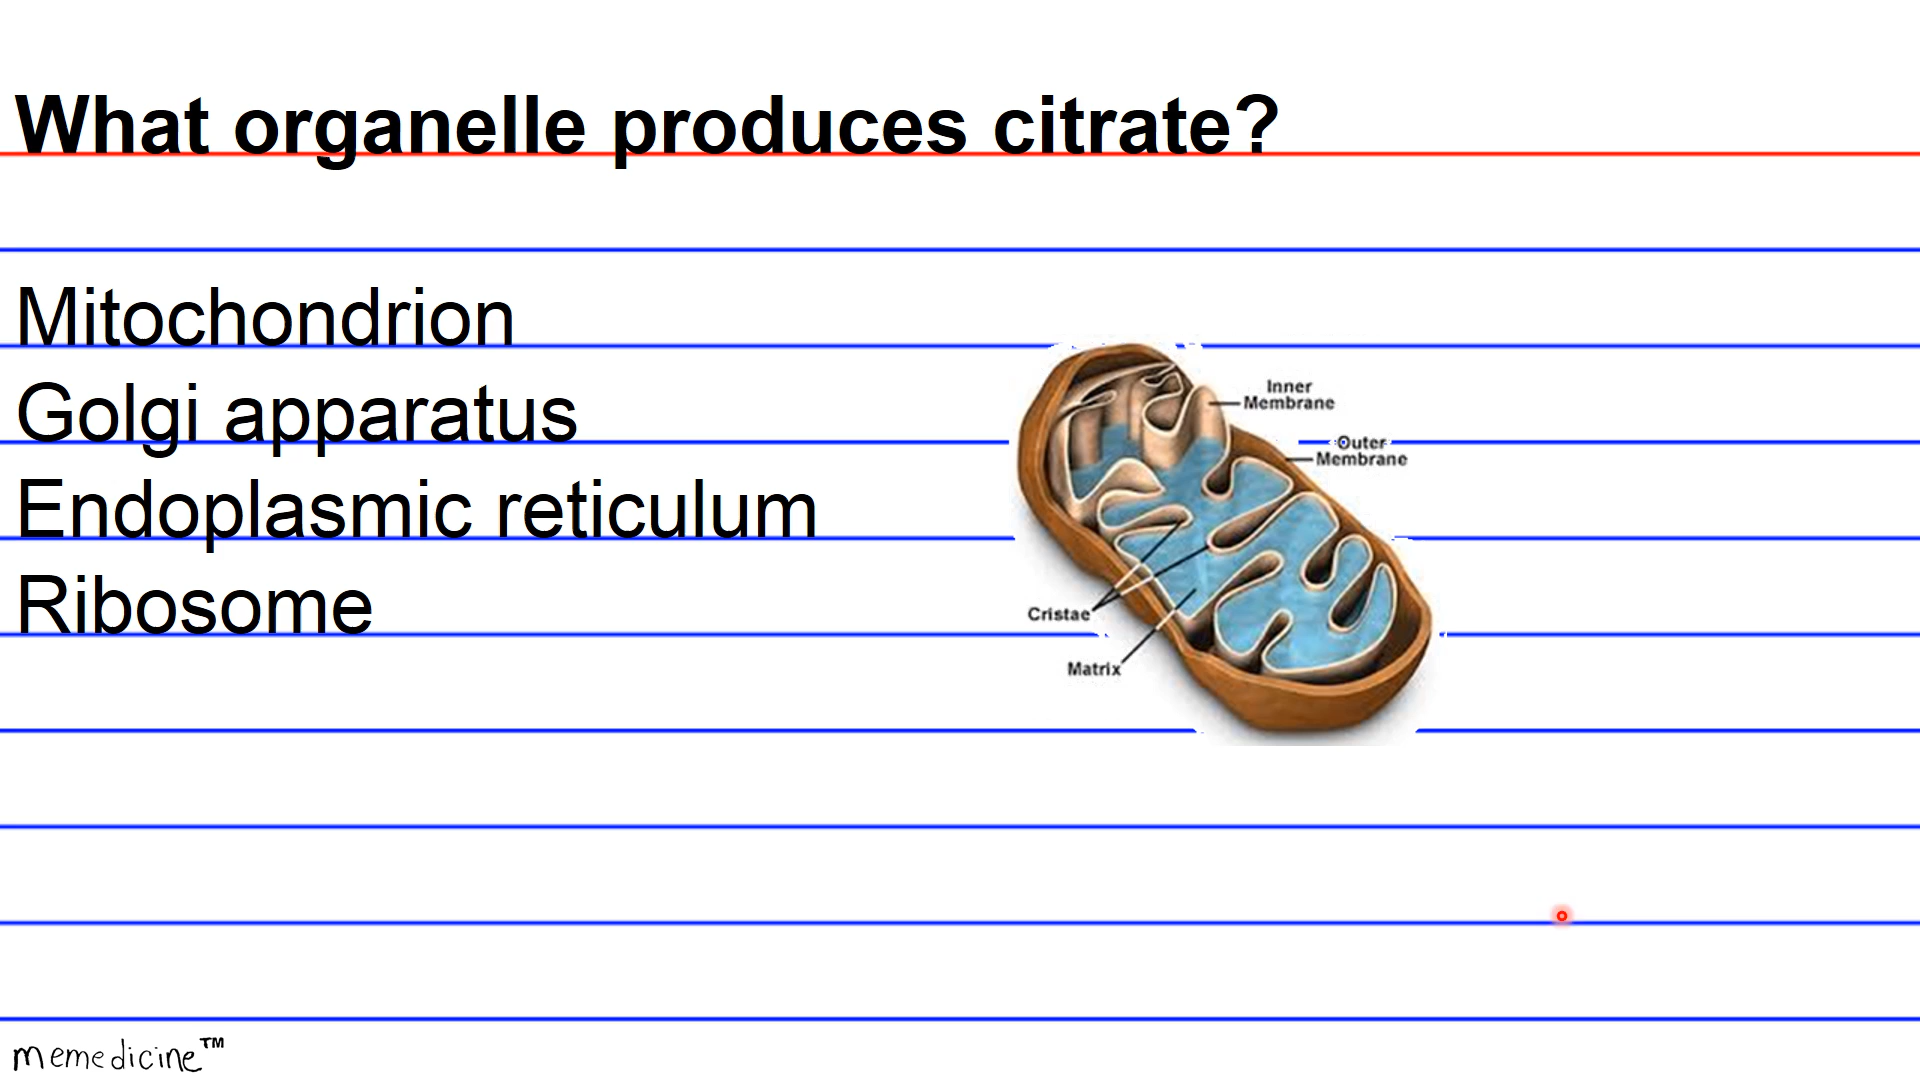 What organelle produces citrate?
Mitochondrion
Golgi apparatus
Endoplasmic reticulum
Ribosome
Inner
Membrane
Outer
Membrane
Cristae
Matrix
memedicine™